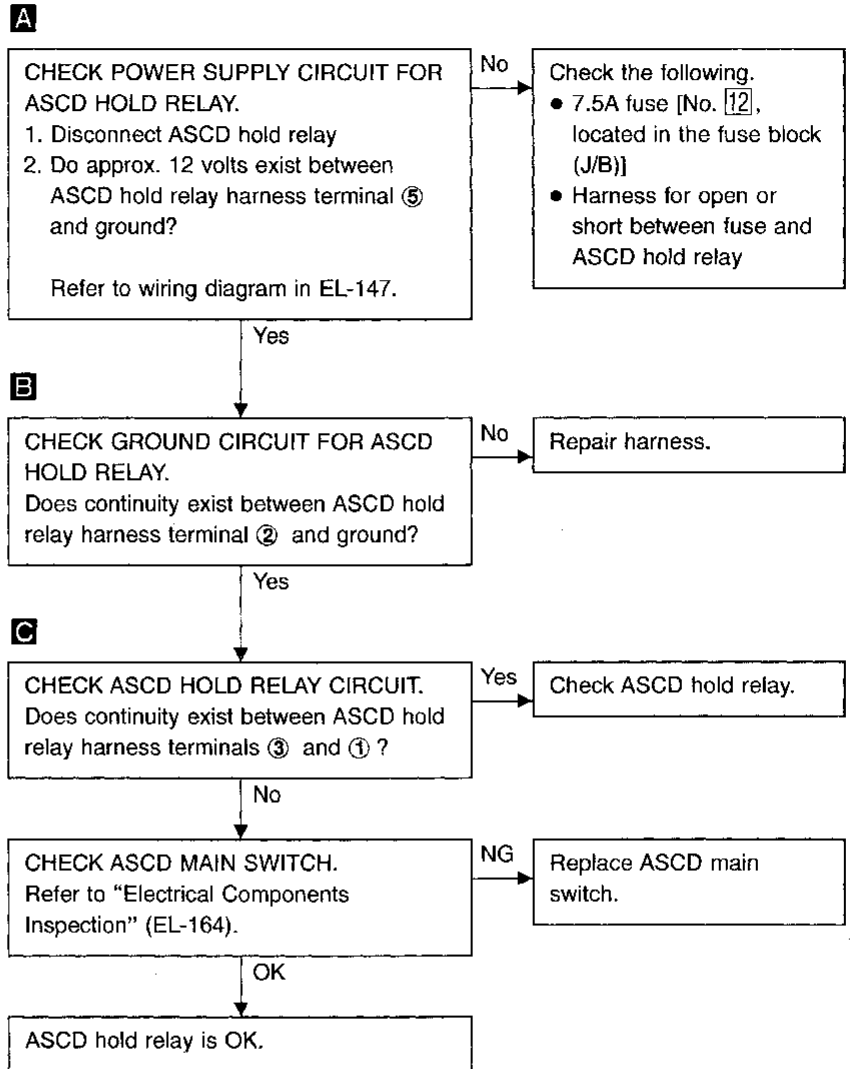 A
CHECK POWER SUPPLY CIRCUIT FOR
ASCD HOLD RELAY.
1. Disconnect ASCD hold relay
2. Do approx. 12 volts exist between
ASCD hold relay harness terminal ⑤
and ground?
Refer to wiring diagram in EL-147.
No
Check the following.
● 7.5A fuse [No. 12,
located in the fuse block
(J/B)]
● Harness for open or
short between fuse and
ASCD hold relay
Yes
B
CHECK GROUND CIRCUIT FOR ASCD
HOLD RELAY.
Does continuity exist between ASCD hold
relay harness terminal ② and ground?
No
Repair harness.
Yes
C
CHECK ASCD HOLD RELAY CIRCUIT.
Does continuity exist between ASCD hold
relay harness terminals ③ and ① ?
Yes
Check ASCD hold relay.
No
CHECK ASCD MAIN SWITCH.
Refer to “Electrical Components
Inspection” (EL-164).
NG
Replace ASCD main
switch.
OK
ASCD hold relay is OK.